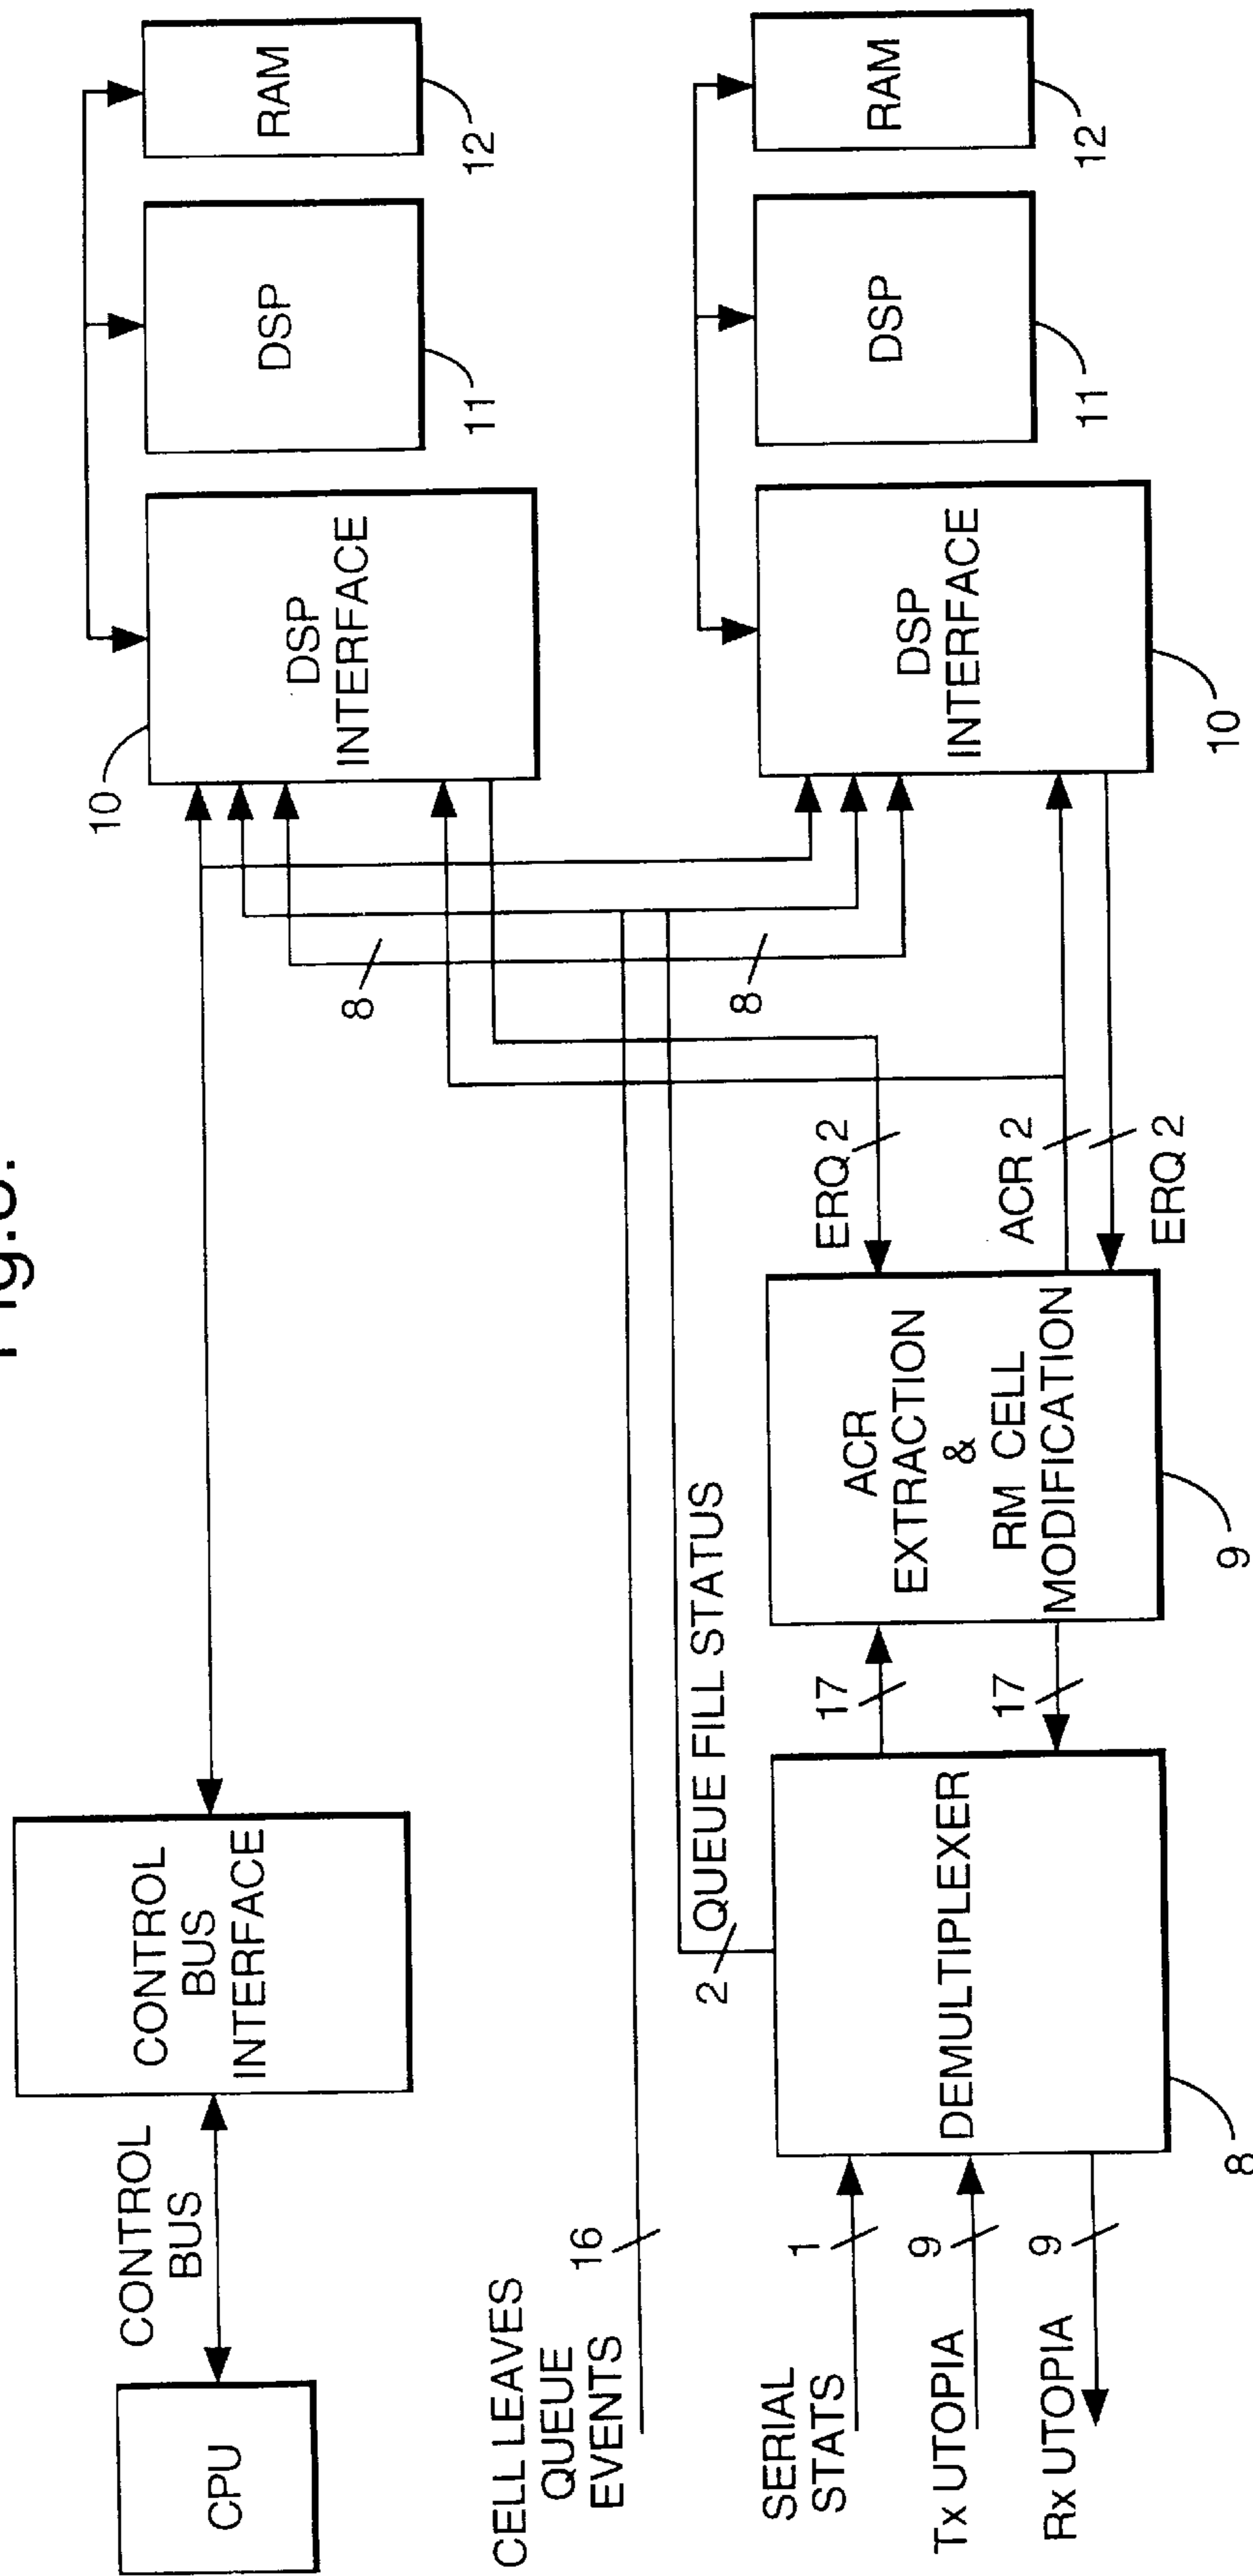 Fig.
CPU
CONTROL
BUS
CONTROL
BUS
INTERFACE
10
DSP
INTERFACE
DSP
11
RAM
12
8
8
CELL LEAVES
QUEUE
EVENTS
16
2
QUEUE FILL STATUS
SERIAL
STATS
1
Tx UTOPIA
9
Rx UTOPIA
9
DEMULTIPLEXER
8
17
17
ACR
EXTRACTION
&
RM CELL
MODIFICATION
9
ERQ 2
ACR 2
ERQ 2
DSP
INTERFACE
10
DSP
11
RAM
12